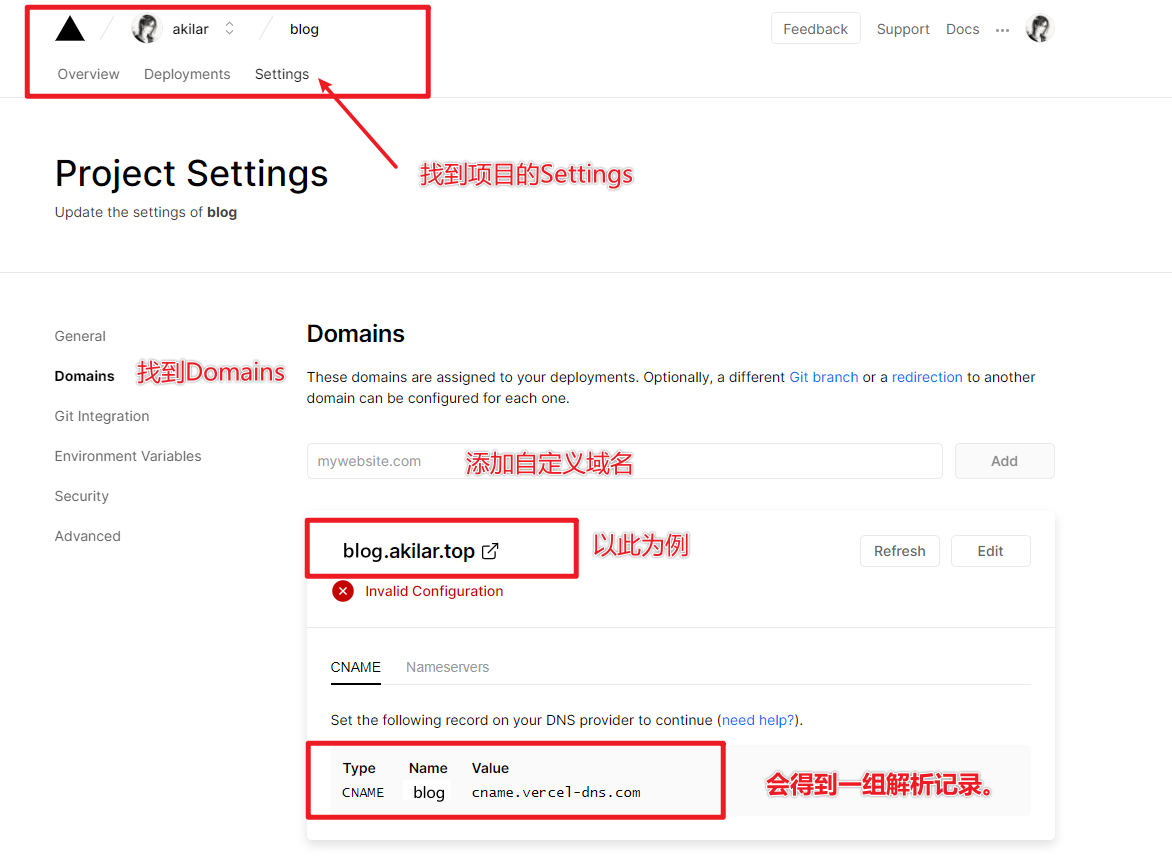 akilar blog Feedback Support Docs ...
Overview Deployments Settings
Project Settings
找到项目的Settings
Update the settings of blog
General
Domains
找到Domains
Git Integration
Environment Variables
Security
Advanced
Domains
These domains are assigned to your deployments. Optionally, a different Git branch or a redirection to another
domain can be configured for each one.
mywebsite.com 添加自定义域名 Add
blog.akilar.top 以此为例 Refresh Edit
Invalid Configuration
CNAME Nameservers
Set the following record on your DNS provider to continue (need help?).
Type Name Value
CNAME blog cname.vercel-dns.com
会得到一组解析记录。